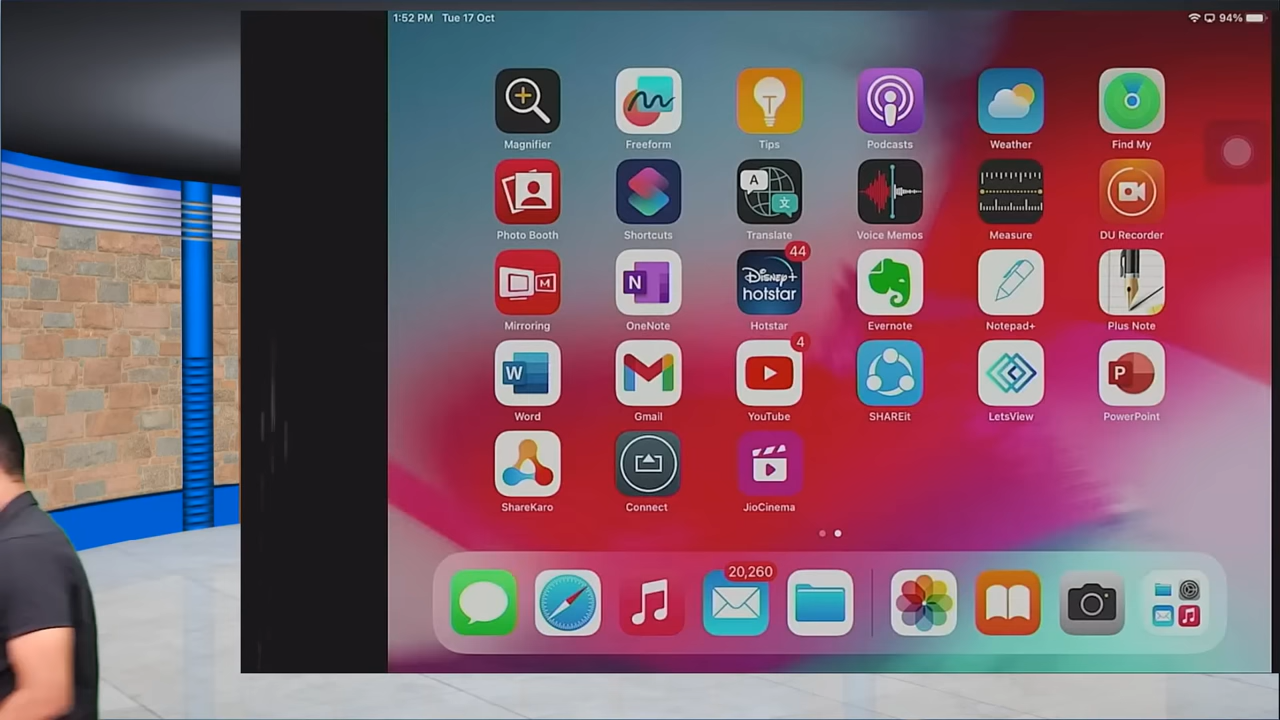 1:52 PM Tue 17 Oct 94%
Magnifier Freeform Tips Podcasts Weather Find My
A
文
Photo Booth Shortcuts Translate Voice Memos Measure DU Recorder
44
M N Disney+
hotstar
Mirroring OneNote Hotstar Evernote Notepad+ Plus Note
4
W P
Word Gmail YouTube SHAREit LetsView PowerPoint
ShareKaro Connect JioCinema
20,260